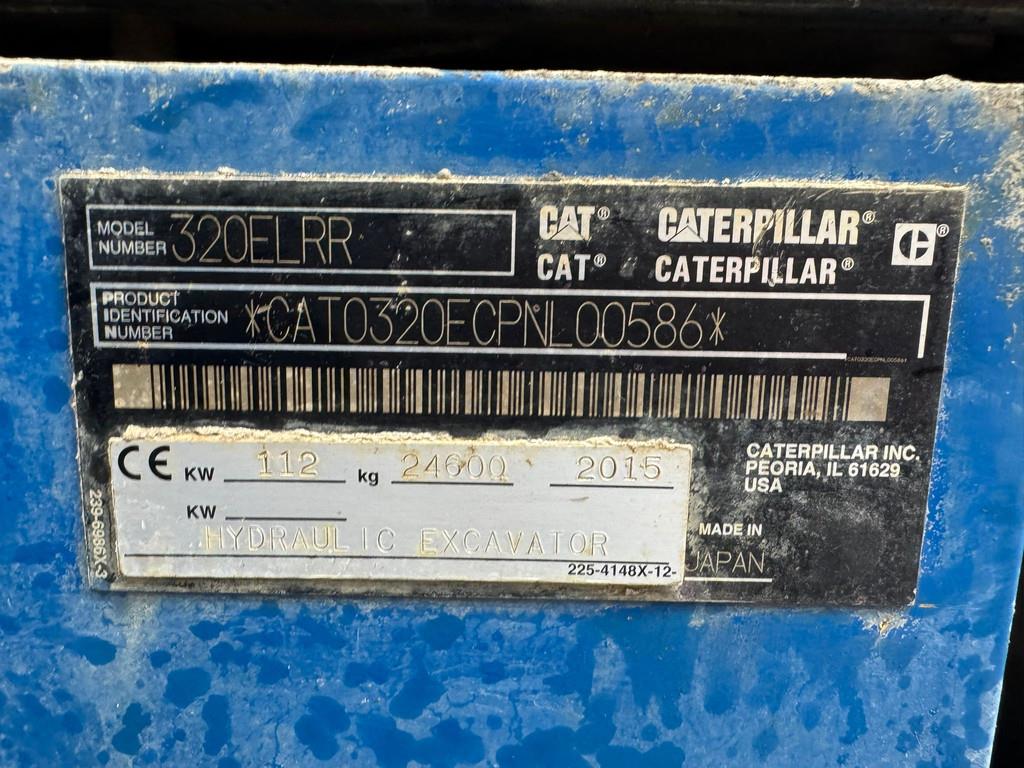 MODEL NUMBER 320ELRR
CAT® CATERPILLAR®
CAT® CATERPILLAR®
PRODUCT IDENTIFICATION NUMBER *CAT0320ECPNL00586*
CE KW 112 kg 24600 2015
KW
HYDRAULIC EXCAVATOR
225-4148X-12-
CATERPILLAR INC.
PEORIA, IL 61629
USA
MADE IN
JAPAN